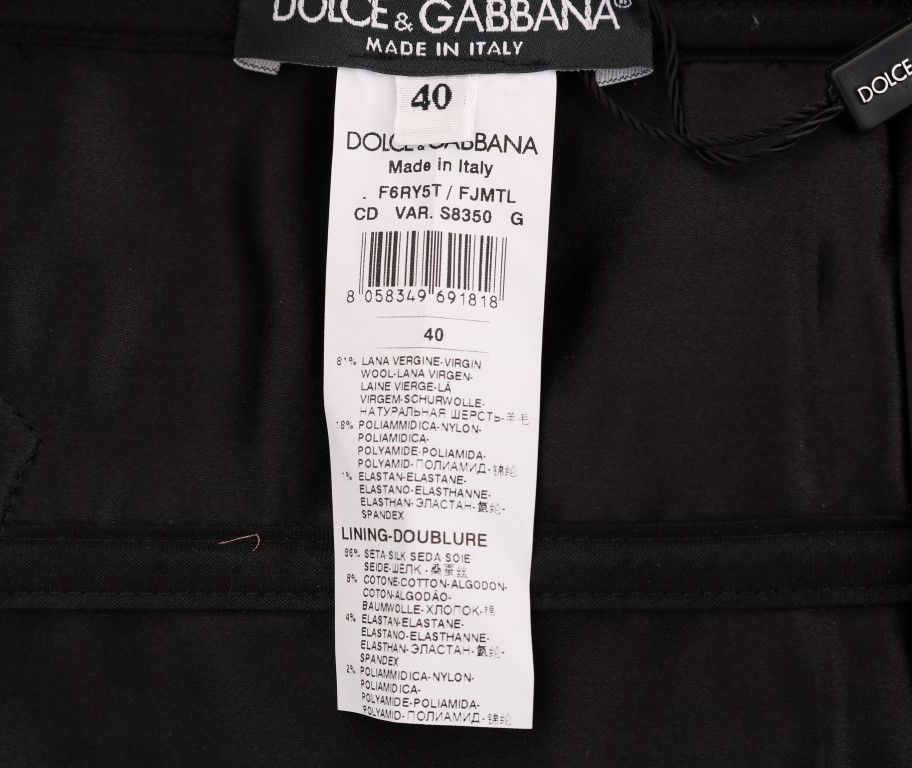 DOLCE & GABBANA®
MADE IN ITALY
DOLCE
40
DOLCE & GABBANA
Made in Italy
. F6RY5T / FJMTL
CD VAR. S8350 G
8 058349 691818
40
81% LANA VERGINE-VIRGIN
WOOL-LANA VIRGEN-
LAINE VIERGE-LÃ
VIRGEM-SCHURWOLLE-
НАТУРАЛЬНАЯ ШЕРСТЬ-羊毛
18% POLIAMMIDICA-NYLON-
POLIAMIDICA-
POLYAMIDE-POLIAMIDA-
POLYAMID-ПОЛИАМИД-锦纶
1% ELASTAN-ELASTANE-
ELASTANO-ELASTHANNE-
ELASTHAN-ЭЛАСТАН-氨纶-
SPANDEX
LINING-DOUBLURE
86% SETA-SILK SEDA-SOIE
SEIDE-ШЕЛК-桑蚕丝
8% COTONE-COTTON-ALGODON-
COTON-ALGODÃO-
BAUMWOLLE-ХЛОПОК-棉
4% ELASTAN-ELASTANE-
ELASTANO-ELASTHANNE-
ELASTHAN-ЭЛАСТАН-氨纶-
SPANDEX
2% POLIAMMIDICA-NYLON-
POLIAMIDICA-
POLYAMIDE-POLIAMIDA-
POLYAMID-ПОЛИАМИД-锦纶